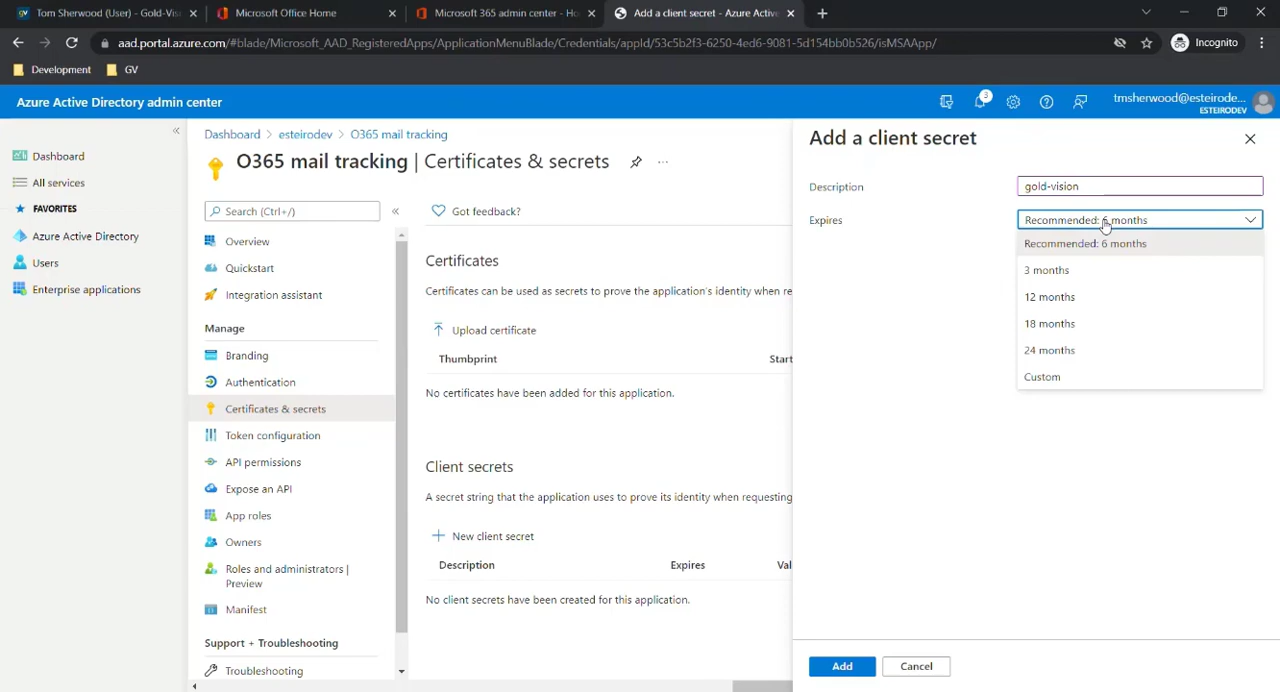 Tom Sherwood (User) - Gold-Vis
Microsoft Office Home
Microsoft 365 admin center - Ho
Add a client secret - Azure Active
aad.portal.azure.com/#blade/Microsoft_AAD_RegisteredApps/ApplicationMenuBlade/Credentials/appId/53c5b2f3-6250-4ed6-9081-5d154bb0b526/isMSAApp/
Incognito
Development
GV
Azure Active Directory admin center
3
tmsherwood@esteirode...
ESTEIRODEV
Dashboard
All services
FAVORITES
Azure Active Directory
Users
Enterprise applications
Dashboard > esteirodev > O365 mail tracking
O365 mail tracking | Certificates & secrets
Search (Ctrl+/)
Overview
Quickstart
Integration assistant
Manage
Branding
Authentication
Certificates & secrets
Token configuration
API permissions
Expose an API
App roles
Owners
Roles and administrators |
Preview
Manifest
Support + Troubleshooting
Troubleshooting
Got feedback?
Certificates
Certificates can be used as secrets to prove the application's identity when re
Upload certificate
Thumbprint Start
No certificates have been added for this application.
Client secrets
A secret string that the application uses to prove its identity when requesting
New client secret
Description Expires Val
No client secrets have been created for this application.
Add a client secret
Description gold-vision
Expires Recommended: 6 months
Recommended: 6 months
3 months
12 months
18 months
24 months
Custom
Add Cancel